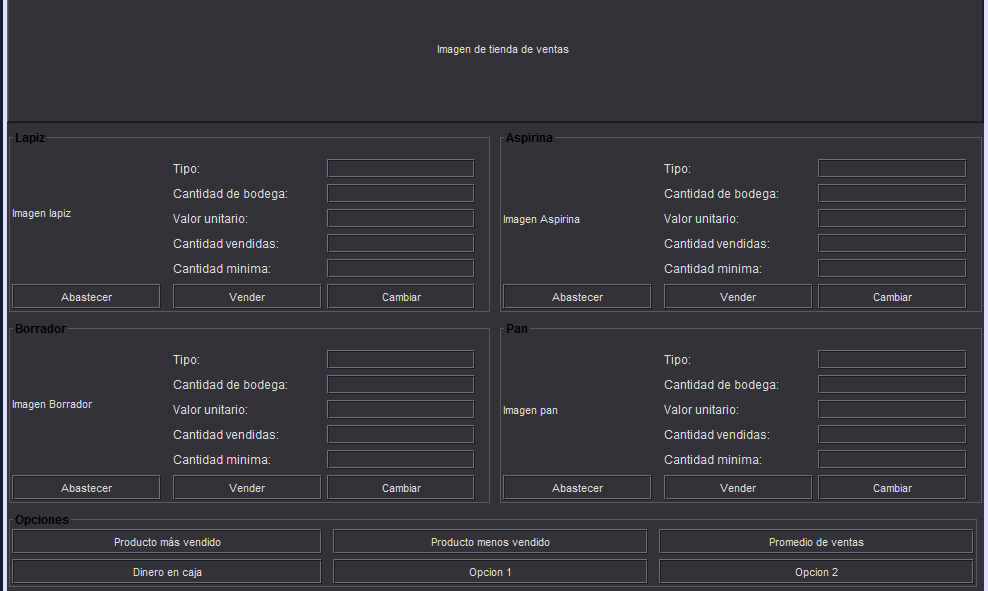 Imagen de tienda de ventas
Lapiz
Imagen lapiz
Tipo:
Cantidad de bodega:
Valor unitario:
Cantidad vendidas:
Cantidad minima:
Abastecer Vender Cambiar
Aspirina
Imagen Aspirina
Tipo:
Cantidad de bodega:
Valor unitario:
Cantidad vendidas:
Cantidad minima:
Abastecer Vender Cambiar
Borrador
Imagen Borrador
Tipo:
Cantidad de bodega:
Valor unitario:
Cantidad vendidas:
Cantidad minima:
Abastecer Vender Cambiar
Pan
Imagen pan
Tipo:
Cantidad de bodega:
Valor unitario:
Cantidad vendidas:
Cantidad minima:
Abastecer Vender Cambiar
Opciones
Producto más vendido Producto menos vendido Promedio de ventas
Dinero en caja Opcion 1 Opcion 2